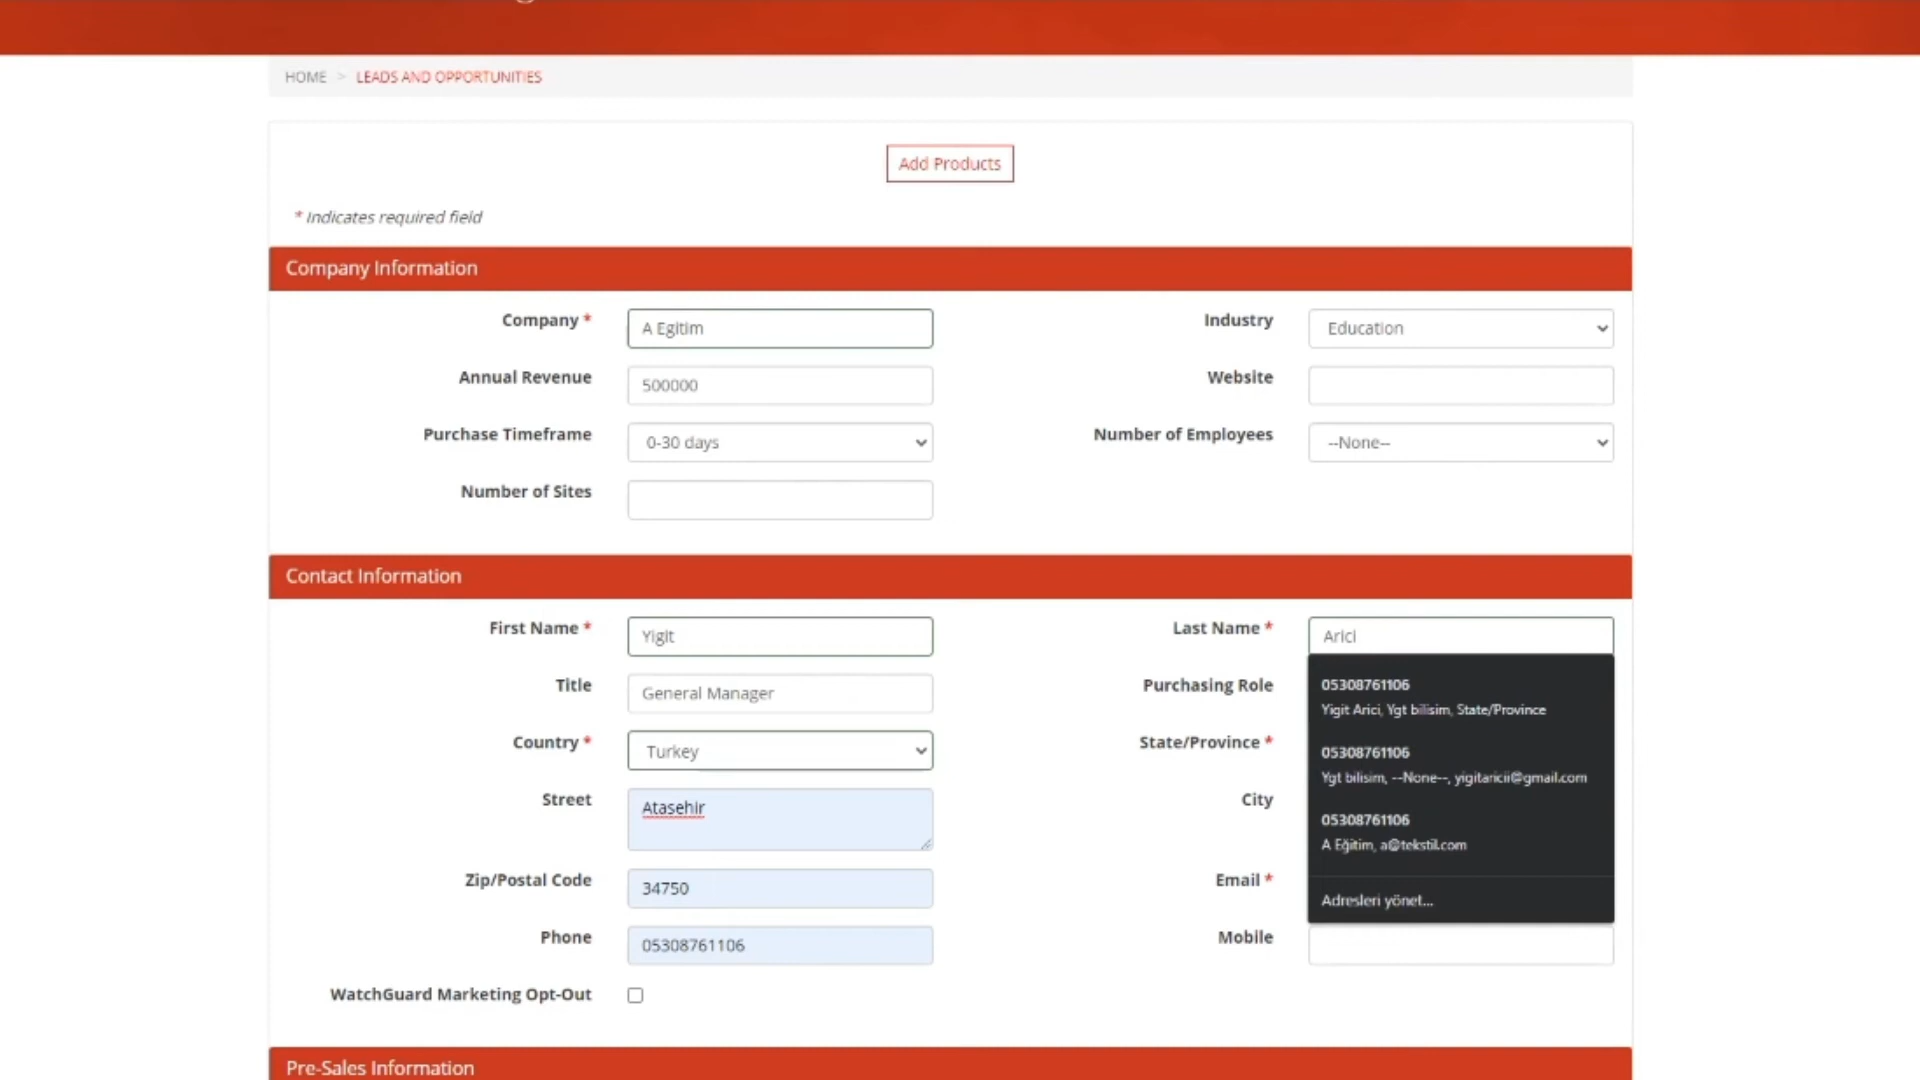 HOME > LEADS AND OPPORTUNITIES
Add Products
* Indicates required field
Company Information
Company * A Egitim Industry Education
Annual Revenue 500000 Website
Purchase Timeframe 0-30 days Number of Employees --None--
Number of Sites
Contact Information
First Name * Yigit Last Name * Arici
Title General Manager Purchasing Role
Country * Turkey State/Province *
Street Atasehir City
Zip/Postal Code 34750 Email *
Phone 05308761106 Mobile
WatchGuard Marketing Opt-Out
05308761106
Yigit Arici, Ygt bilisim, State/Province
05308761106
Ygt bilisim, --None--, yigitaricii@gmail.com
05308761106
A Eğitim, a@tekstil.com
Adresleri yönet...
Pre-Sales Information